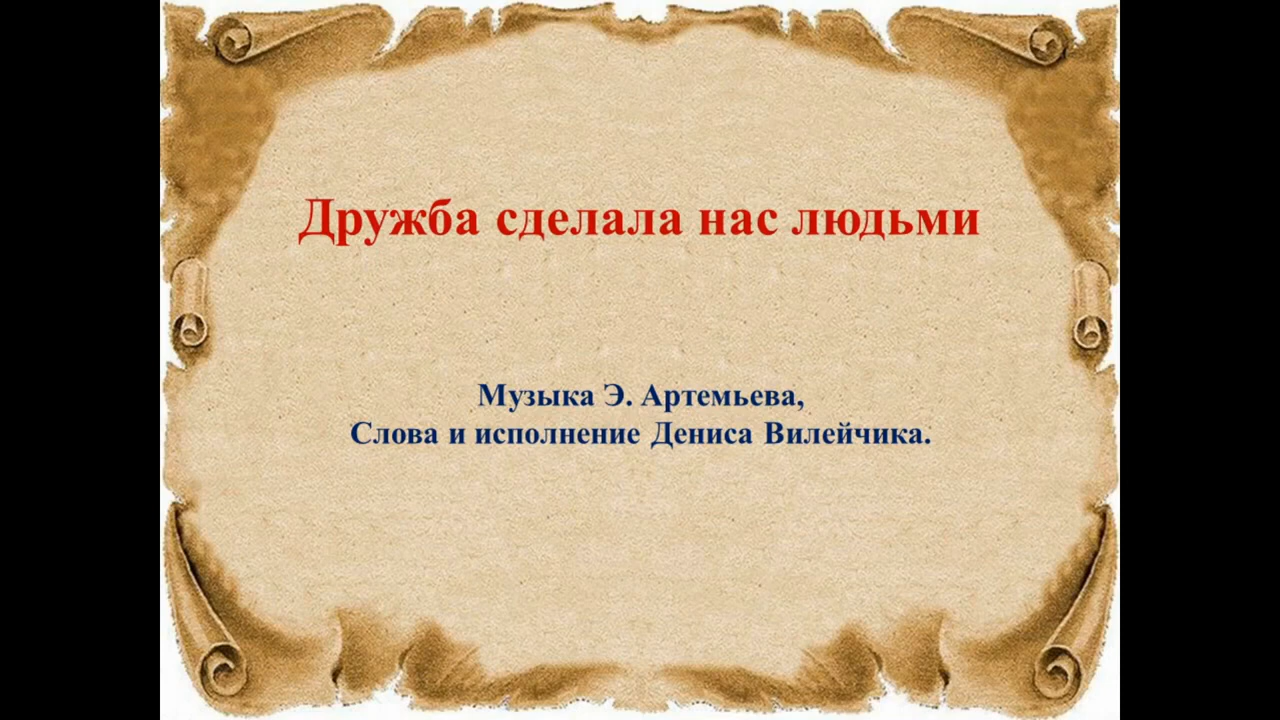 Дружба сделала нас людьми
Музыка Э. Артемьева,
Слова и исполнение Дениса Вилейчика.